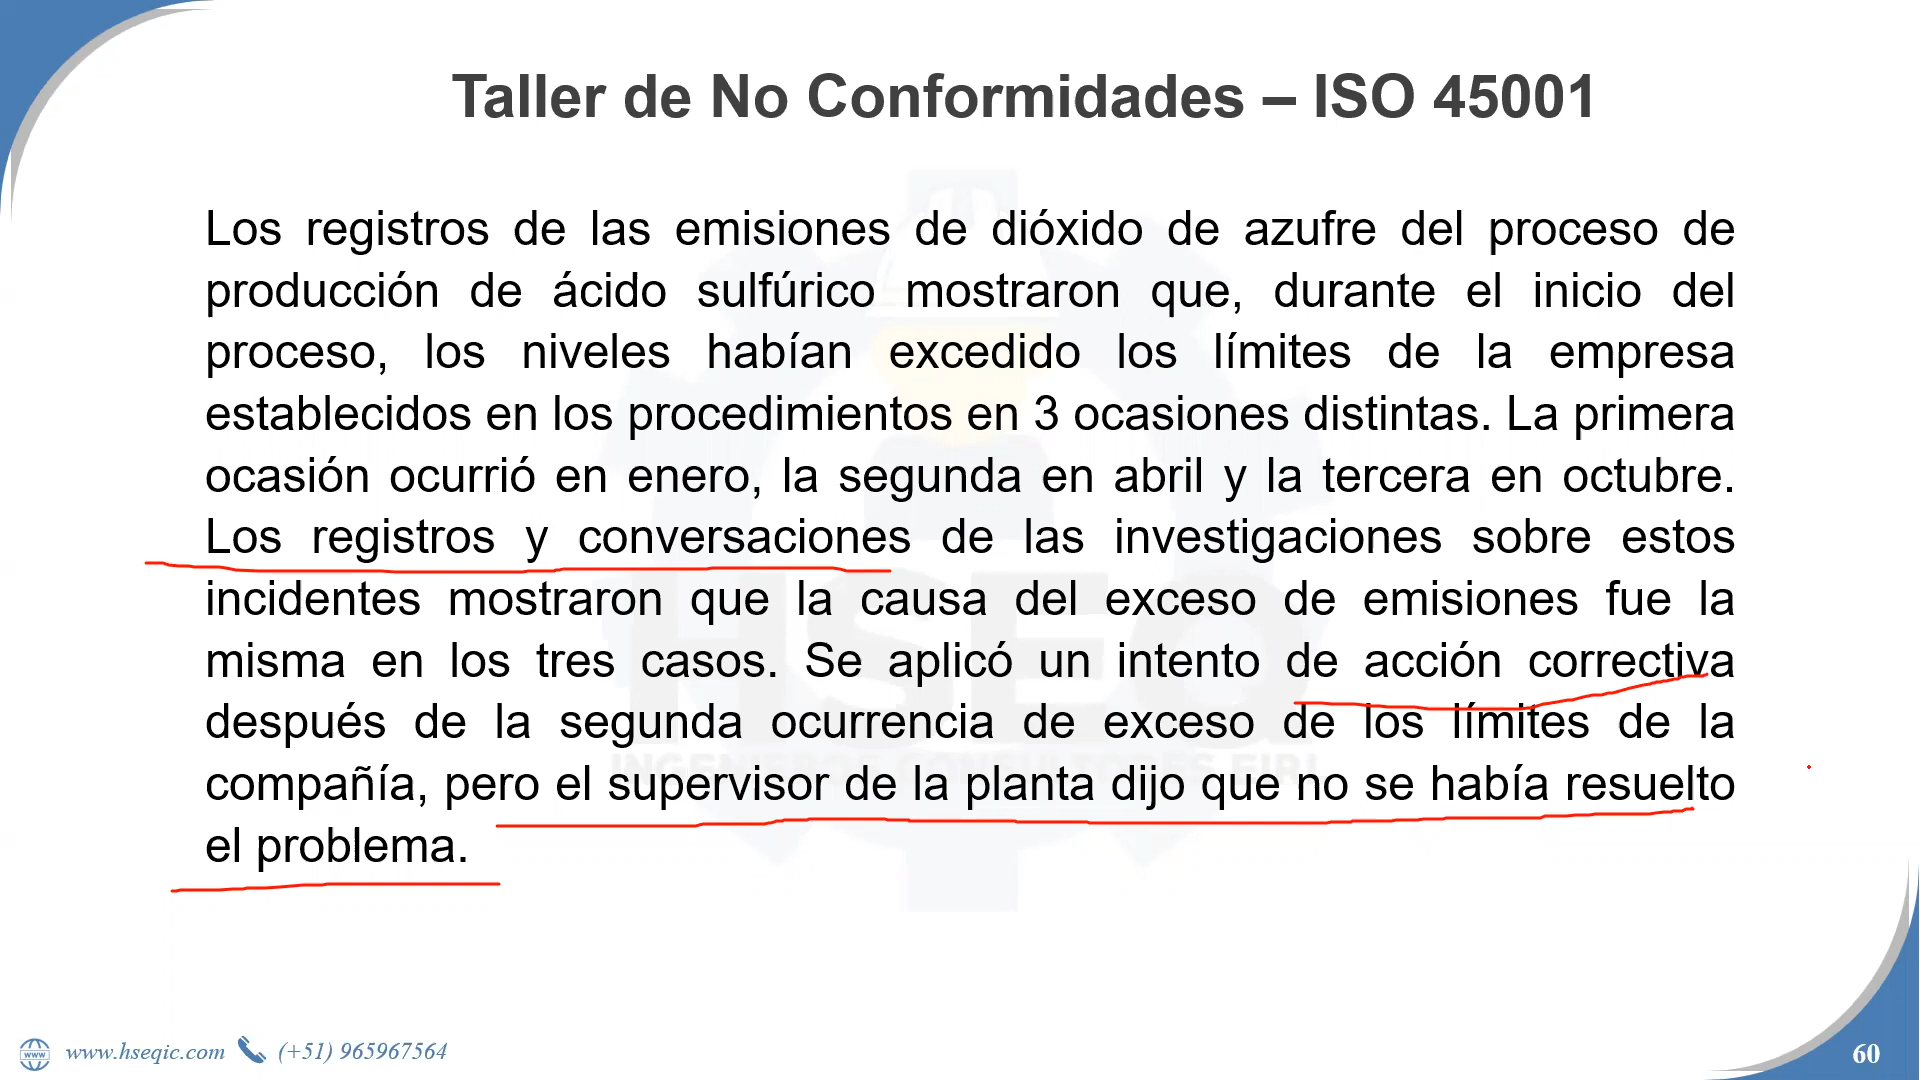 Taller de No Conformidades – ISO 45001
Los registros de las emisiones de dióxido de azufre del proceso de
producción de ácido sulfúrico mostraron que, durante el inicio del
proceso, los niveles habían excedido los límites de la empresa
establecidos en los procedimientos en 3 ocasiones distintas. La primera
ocasión ocurrió en enero, la segunda en abril y la tercera en octubre.
Los registros y conversaciones de las investigaciones sobre estos
incidentes mostraron que la causa del exceso de emisiones fue la
misma en los tres casos. Se aplicó un intento de acción correctiva
después de la segunda ocurrencia de exceso de los límites de la
compañía, pero el supervisor de la planta dijo que no se había resuelto
el problema.
HSEQ
INGENIEROS CONSULTORES EIRL
www.hseqic.com (+51) 965967564
60